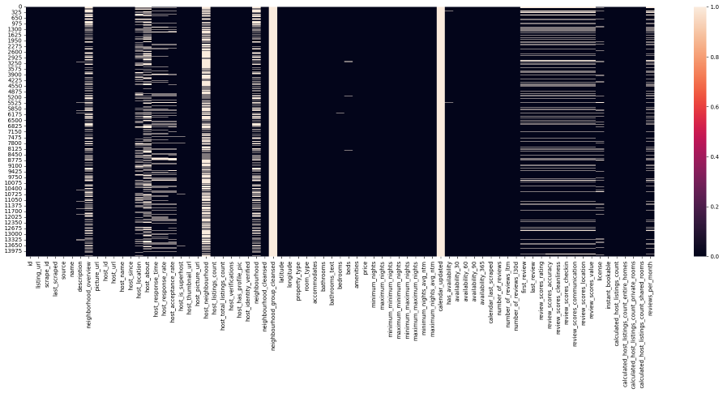 0
325
650
975
1300
1625
1950
2275
2600
2925
3250
3575
3900
4225
4550
4875
5200
5525
5850
6175
6500
6825
7150
7475
7800
8125
8450
8775
9100
9425
9750
10075
10400
10725
11050
11375
11700
12025
12350
12675
13000
13325
13650
13975
1.0
0.8
0.6
0.4
0.2
0.0
id
listing_url
scrape_id
last_scraped
source
name
description
neighborhood_overview
picture_url
host_id
host_url
host_name
host_since
host_location
host_about
host_response_time
host_response_rate
host_acceptance_rate
host_is_superhost
host_thumbnail_url
host_picture_url
host_neighbourhood
host_listings_count
host_total_listings_count
host_verifications
host_has_profile_pic
host_identity_verified
neighbourhood
neighbourhood_cleansed
neighbourhood_group_cleansed
latitude
longitude
property_type
room_type
accommodates
bathrooms
bathrooms_text
bedrooms
beds
amenities
price
minimum_nights
maximum_nights
minimum_minimum_nights
maximum_minimum_nights
minimum_maximum_nights
maximum_maximum_nights
minimum_nights_avg_ntm
maximum_nights_avg_ntm
calendar_updated
has_availability
availability_30
availability_60
availability_90
availability_365
calendar_last_scraped
number_of_reviews
number_of_reviews_ltm
number_of_reviews_l30d
first_review
last_review
review_scores_rating
review_scores_accuracy
review_scores_cleanliness
review_scores_checkin
review_scores_communication
review_scores_location
review_scores_value
license
instant_bookable
calculated_host_listings_count
calculated_host_listings_count_entire_homes
calculated_host_listings_count_private_rooms
calculated_host_listings_count_shared_rooms
reviews_per_month